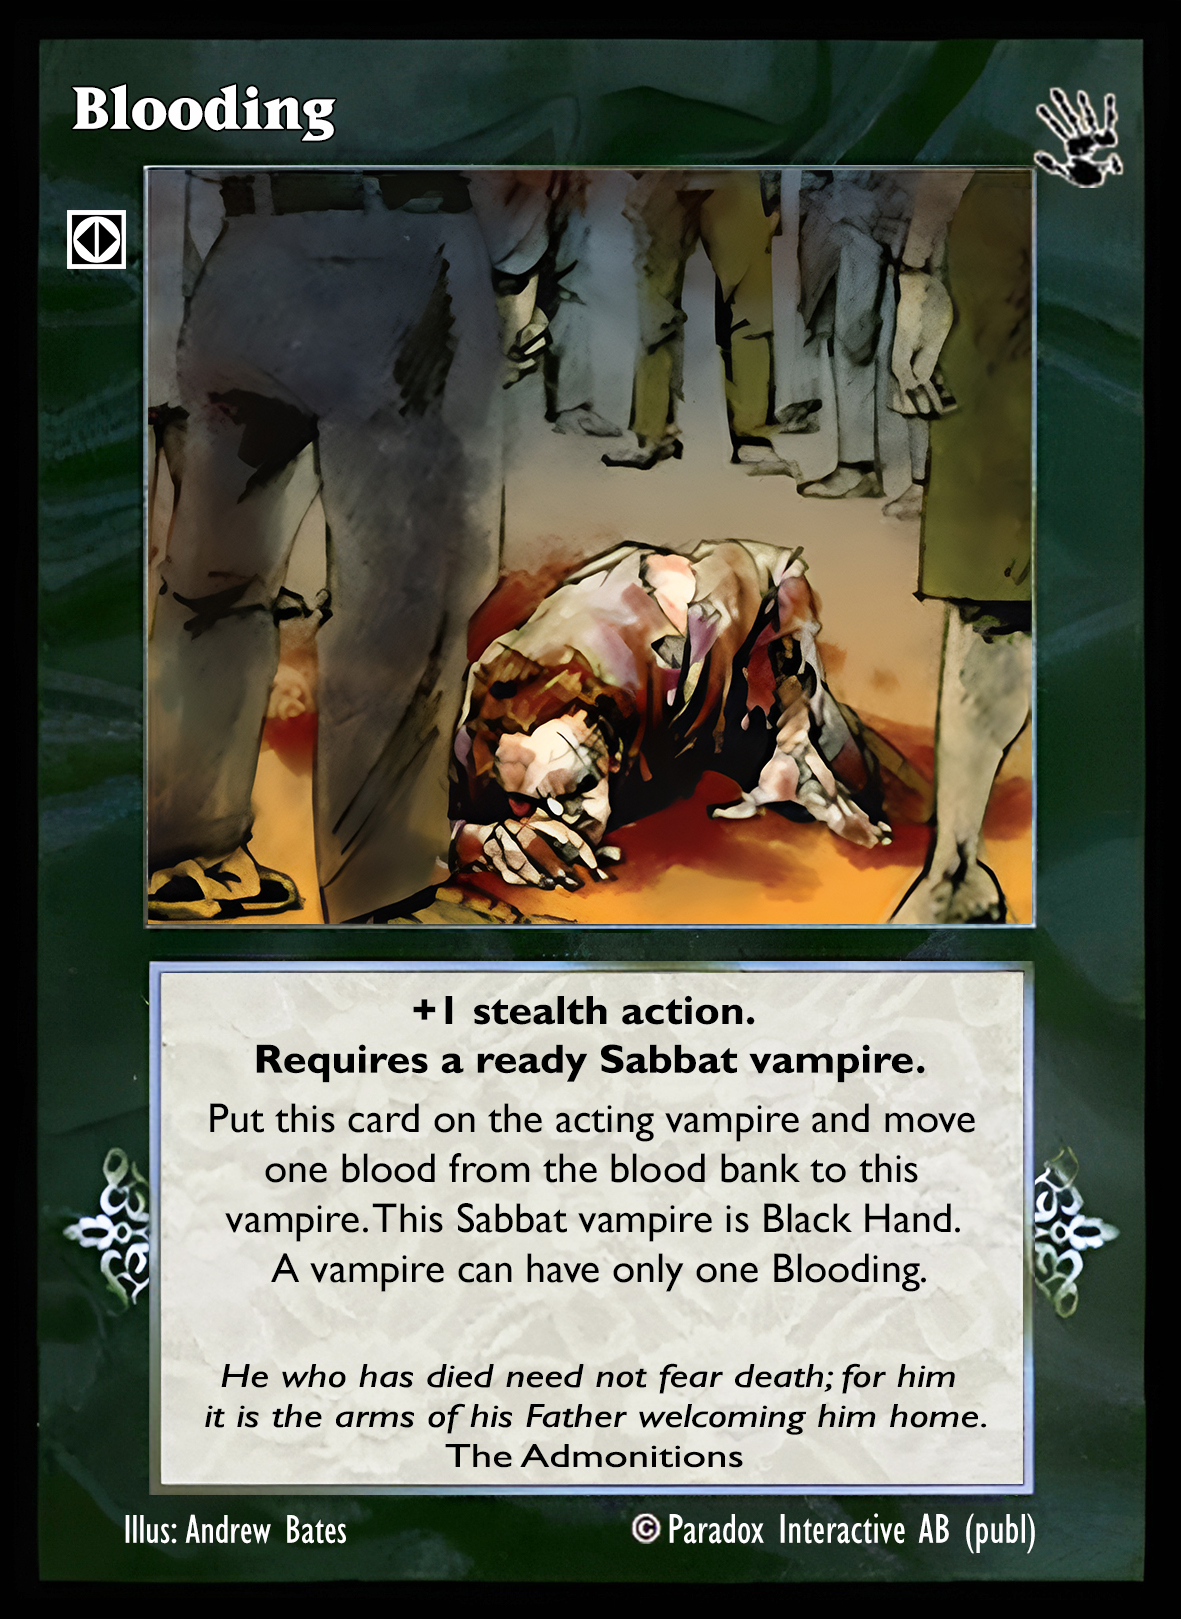 Blooding
+1 stealth action.
Requires a ready Sabbat vampire.
Put this card on the acting vampire and move
one blood from the blood bank to this
vampire. This Sabbat vampire is Black Hand.
A vampire can have only one Blooding.
He who has died need not fear death; for him
it is the arms of his Father welcoming him home.
The Admonitions
Illus: Andrew Bates
© Paradox Interactive AB (publ)